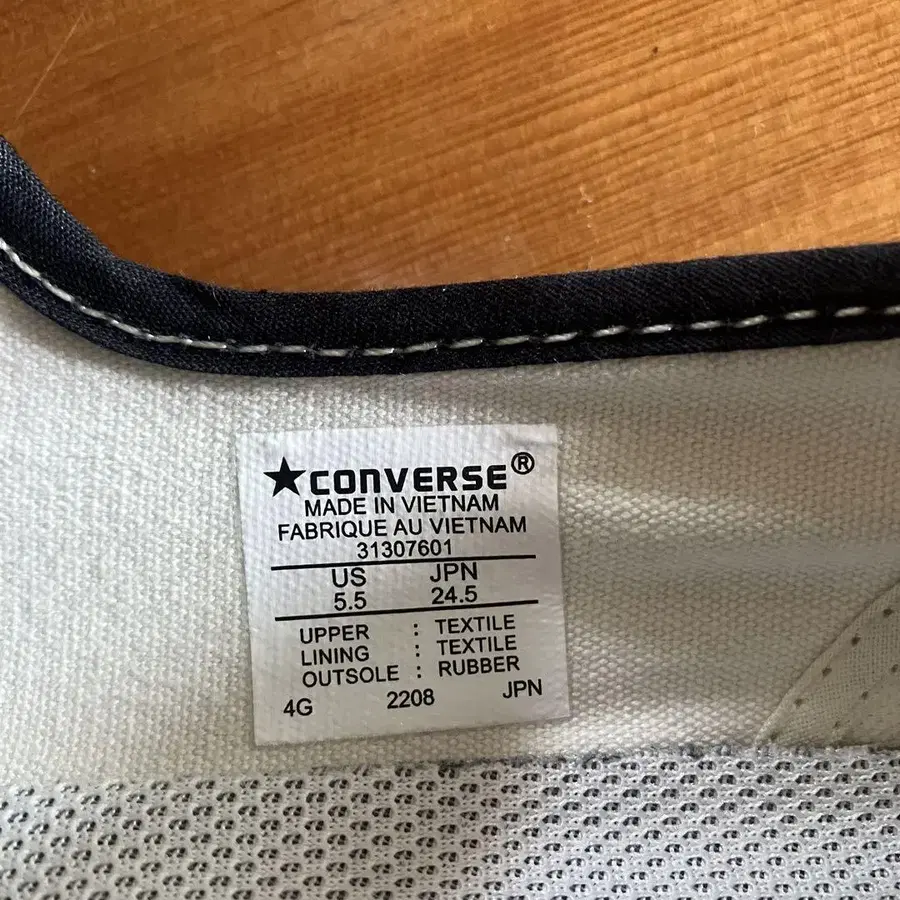 ★CONVERSE®
MADE IN VIETNAM
FABRIQUE AU VIETNAM
31307601
US JPN
5.5 24.5
UPPER : TEXTILE
LINING : TEXTILE
OUTSOLE : RUBBER
4G 2208 JPN